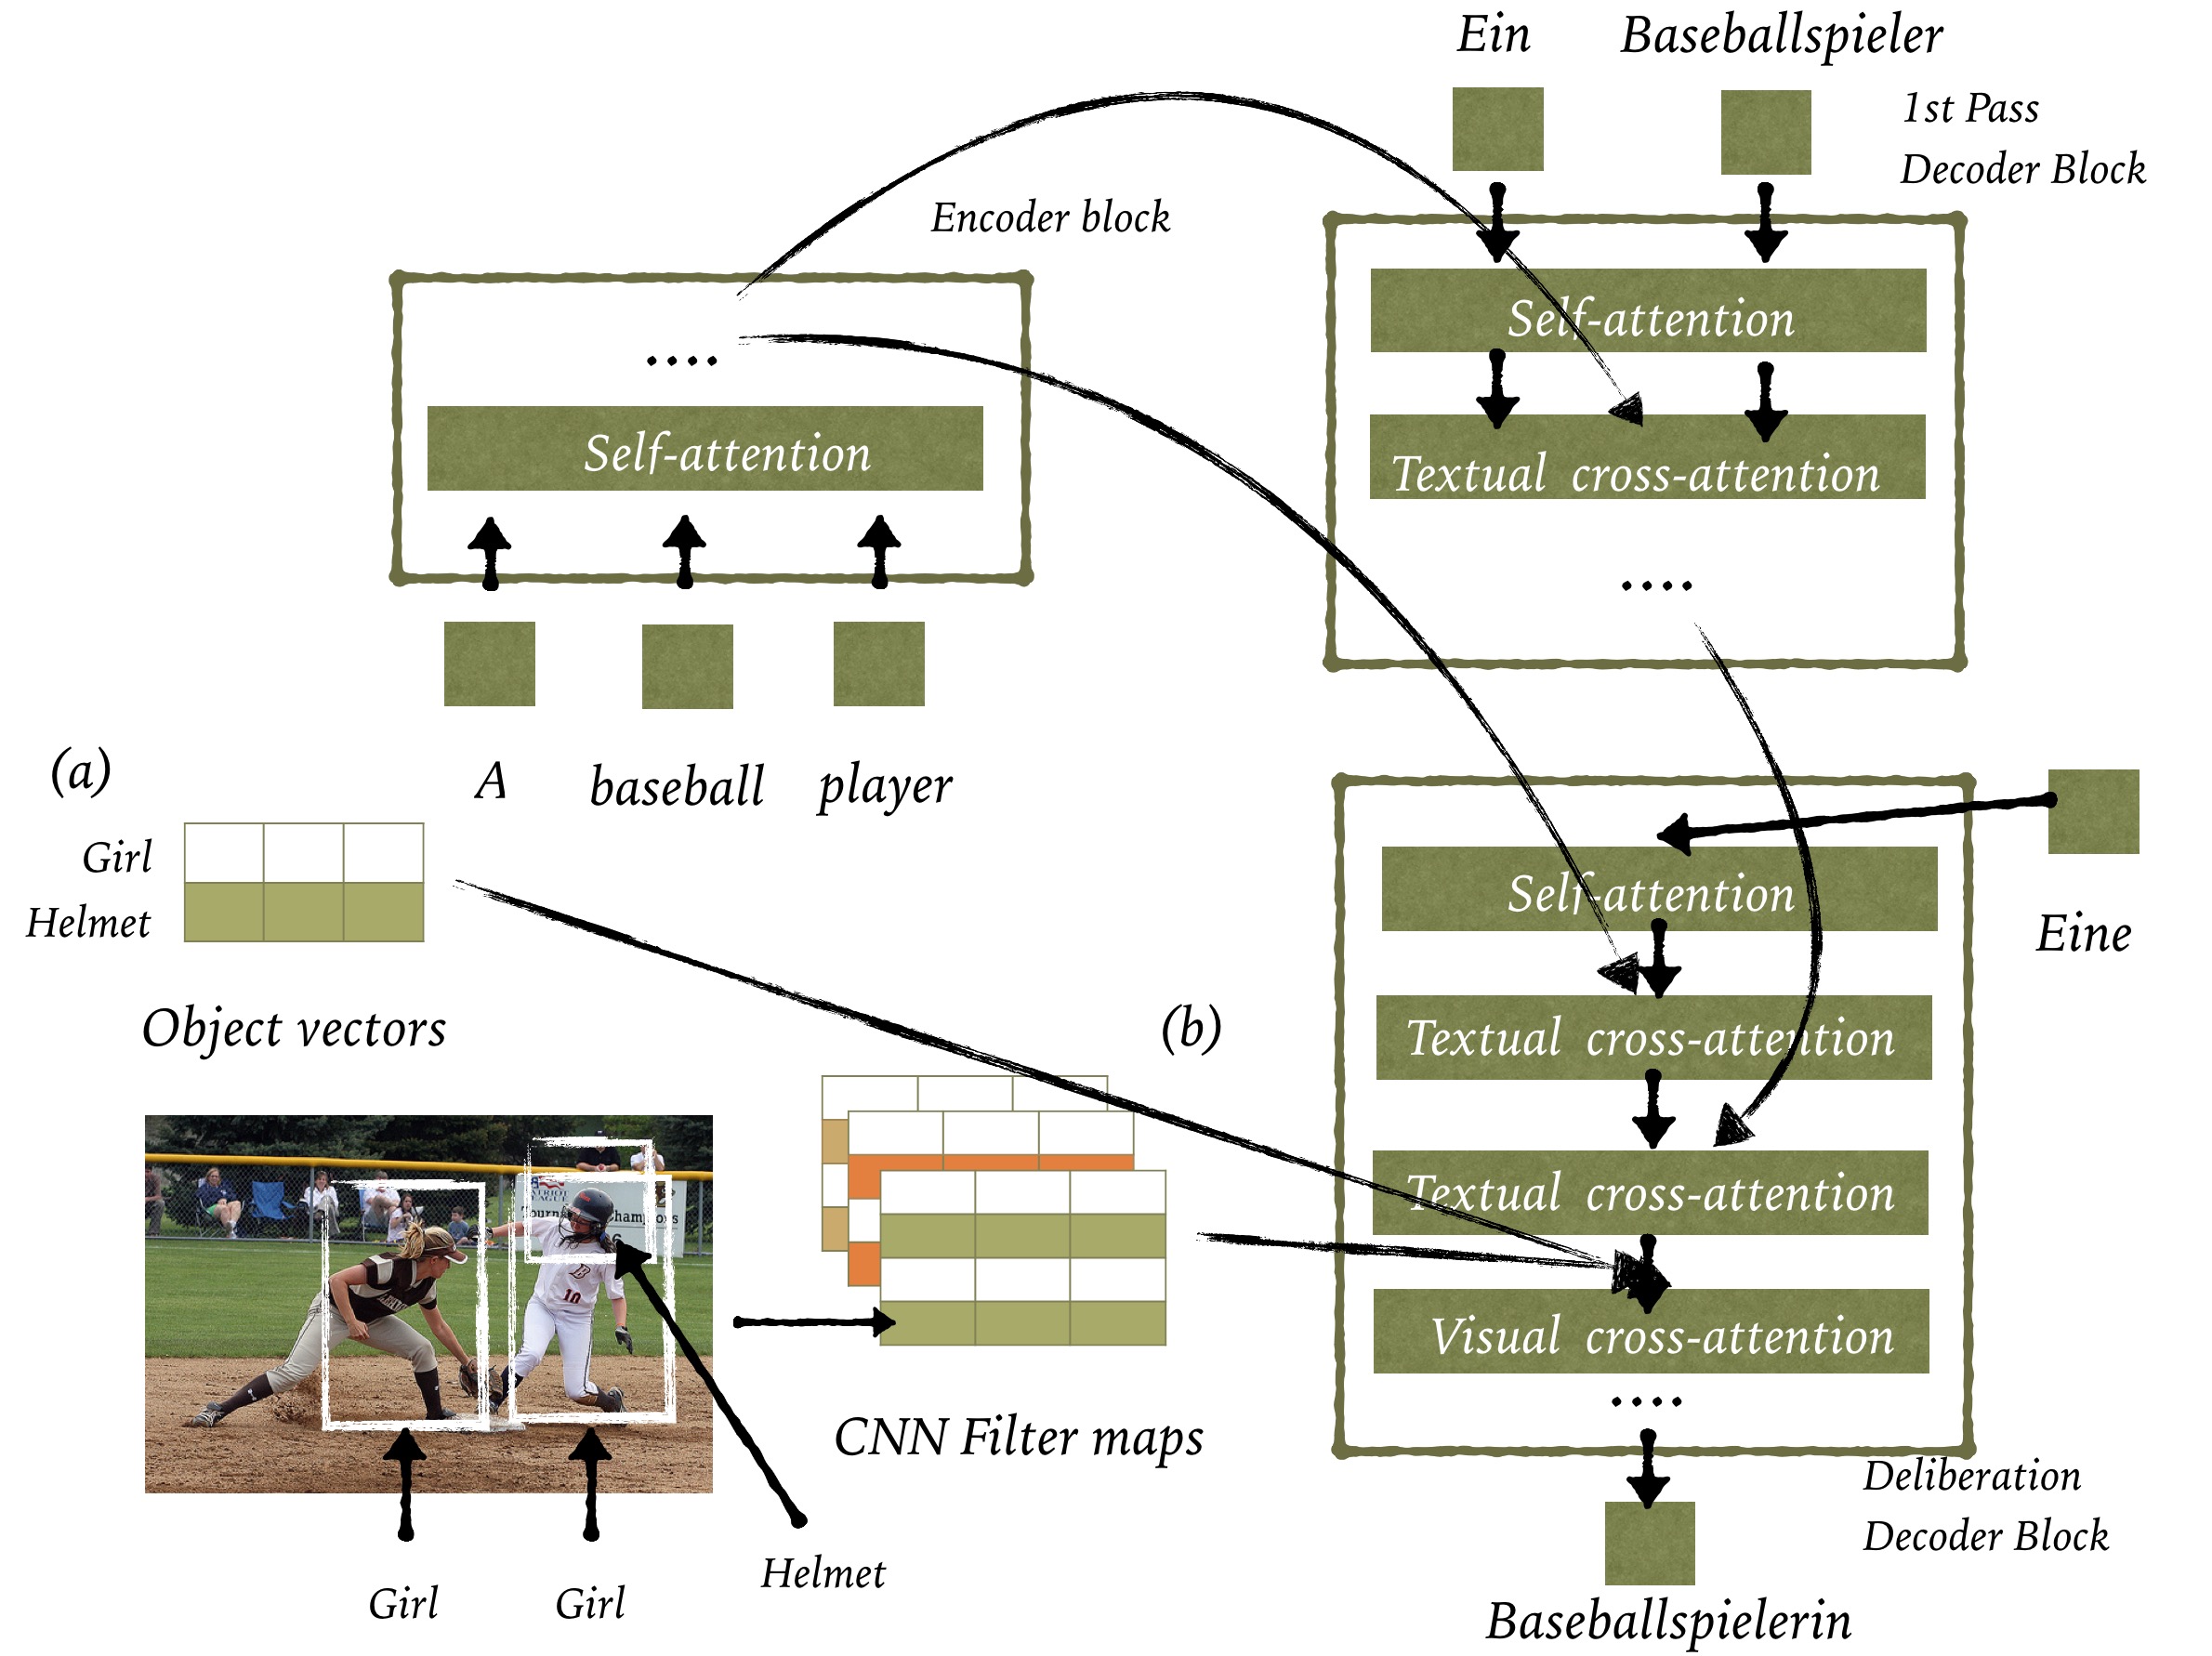 Ein Baseballspieler
1st Pass
Decoder Block
Encoder block
Self-attention
Textual cross-attention
....
....
Self-attention
A baseball player
(a)
Girl
Helmet
Object vectors
Eine
Self-attention
(b)
Textual cross-attention
Textual cross-attention
Visual cross-attention
....
CNN Filter maps
10
Girl
Girl
Helmet
Deliberation
Decoder Block
Baseballspielerin